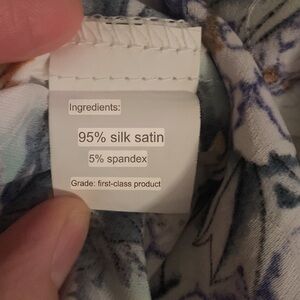 Ingredients:
95% silk satin
5% spandex
Grade: first-class product